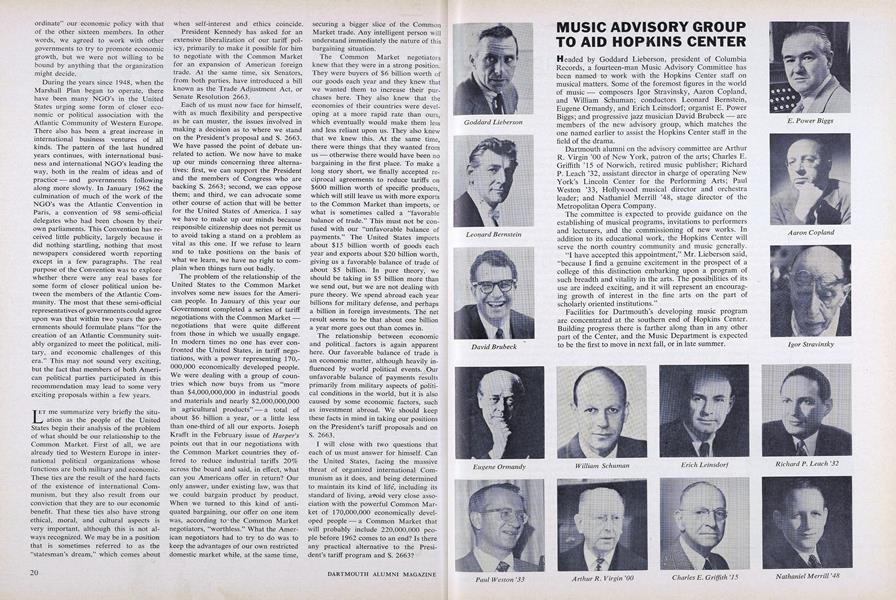 ordinate" our economic policy with that
of the other sixteen members. In other
words, we agreed to work with other
governments to try to promote economic
growth, but we were not willing to be
bound by anything that the organization
might decide.
During the years since 1948, when the
Marshall Plan began to operate, there
have been many NGO's in the United
States urging some form of closer eco-
nomic or political association with the
Atlantic Community of Western Europe.
There also has been a great increase in
international business ventures of all
kinds. The pattern of the last hundred
years continues, with international busi-
ness and international NGO's leading the
way, both in the realm of ideas and of
practice — and governments following
along more slowly. In January 1962 the
culmination of much of the work of the
NGO's was the Atlantic Convention in
Paris, a convention of 98 semi-official
delegates who had been chosen by their
own parliaments. This Convention has re-
ceived little publicity, largely because it
did nothing startling, nothing that most
newspapers considered worth reporting
except in a few paragraphs. The real
purpose of the Convention was to explore
whether there were any real bases for
some form of closer political union be-
tween the members of the Atlantic Com-
munity. The most that these semi-official
representatives of governments could agree
upon was that within two years the gov-
ernments should formulate plans "for the
creation of an Atlantic Community suit-
ably organized to meet the political, mili-
tary, and economic challenges of this
era." This may not sound very exciting,
but the fact that members of both Ameri-
can political parties participated in this
recommendation may lead to some very
exciting proposals within a few years.
LET me summarize very briefly the situ-
ation as the people of the United
States begin their analysis of the problem
of what should be our relationship to the
Common Market. First of all, we are
already tied to Western Europe in inter-
national political organizations whose
functions are both military and economic.
These ties are the result of the hard facts
of the existence of international Com-
munism, but they also result from our
conviction that they are to our economic
benefit. That these ties also have strong
ethical, moral, and cultural aspects is
very important, although this is not al-
ways recognized. We may be in a position
that is sometimes referred to as the
"statesman's dream," which comes about
when self-interest and ethics coincide.
President Kennedy has asked for an
extensive liberalization of our tariff pol-
icy, primarily to make it possible for him
to negotiate with the Common Market
for an expansion of American foreign
trade. At the same time, six Senators,
from both parties, have introduced a bill
known as the Trade Adjustment Act, or
Senate Resolution 2663.
Each of us must now face for himself,
with as much flexibility and perspective
as he can muster, the issues involved in
making a decision as to where we stand
on the President's proposal and S. 2663.
We have passed the point of debate un-
related to action. We now have to make
up our minds concerning three alterna-
tives: first, we can support the President
and the members of Congress who are
backing S. 2663; second, we can oppose
them; and third, we can advocate some
other course of action that will be better
for the United States of America. I say
we have to make up our minds because
responsible citizenship does not permit us
to avoid taking a stand on a problem as
vital as this one. If we refuse to learn
and to take positions on the basis of
what we learn, we have no right to com-
plain when things turn out badly.
The problem of the relationship of the
United States to the Common Market
involves some new issues for the Ameri-
can people. In January of this year our
Government completed a series of tariff
negotiations with the Common Market —
negotiations that were quite different
from those in which we usually engage.
In modern times no one has ever con-
fronted the United States, in tariff nego-
tiations, with a power representing 170,-
000,000 economically developed people.
We were dealing with a group of coun-
tries which now buys from us "more
than $4,000,000,000 in industrial goods
and materials and nearly $2,000,000,000
in agricultural products" — a total of
about $6 billion a year, or a little less
than one-third of all our exports. Joseph
Kraft in the February issue of Harper's
points out that in our negotiations with
the Common Market countries they of-
fered to reduce industrial tariffs 20%
across the board and said, in effect, what
can you Americans offer in return? Our
only answer, under existing law, was that
we could bargain product by product.
When we turned to this kind of anti-
quated bargaining, our offer on one item
was, according to the Common Market
negotiators, "worthless." What the Amer-
ican negotiators had to try to do was to
keep the advantages of our own restricted
domestic market while, at the same time,
securing a bigger slice of the Common
Market trade. Any intelligent person will
understand immediately the nature of this
bargaining situation.
The Common Market negotiators
knew that they were in a strong position.
They were buyers of $6 billion worth of
our goods each year and they knew that
we wanted them to increase their pur-
chases here. They also knew that the
economies of their countries were devel-
oping at a more rapid rate than ours,
which eventually would make them less
and less reliant upon us. They also knew
that we knew this. At the same time,
there were things that they wanted from
us — otherwise there would have been no
bargaining in the first place. To make a
long story short, we finally accepted re-
ciprocal agreements to reduce tariffs on
$600 million worth of specific products,
which will still leave us with more exports
to the Common Market than imports, or
what is sometimes called a "favorable
balance of trade." This must not be con-
fused with our "unfavorable balance of
payments." The United States imports
about $15 billion worth of goods each
year and exports about $20 billion worth,
giving us a favorable balance of trade of
about $5 billion. In pure theory, we
should be taking in $5 billion more than
we send out, but we are not dealing with
pure theory. We spend abroad each year
billions for military defense, and perhaps
a billion in foreign investments. The net
result seems to be that about one billion
a year more goes out than comes in.
The relationship between economic
and political factors is again apparent
here. Our favorable balance of trade is
an economic matter, although heavily in-
fluenced by world political events. Our
unfavorable balance of payments results
primarily from military aspects of politi-
cal conditions in the world, but it is also
caused by some economic factors, such
as investment abroad. We should keep
these facts in mind in taking our positions
on the President's tariff proposals and on
S. 2663.
I will close with two questions that
each of us must answer for himself. Can
the United States, facing the massive
threat of organized international Com-
munism as it does, and being determined
to maintain its kind of life, including its
standard of living, avoid very close asso-
ciation with the powerful Common Mar-
ket of 170,000,000 economically devel-
oped people — a Common Market that
will probably include 220,000,000 peo-
ple before 1962 comes to an end? Is there
any practical alternative to the Presi-
dent's tariff program and S. 2663?
20
DARTMOUTH ALUMNI MAGAZINE
Goddard Lieberson
Leonard Bernstein
David Brubeck
MUSIC ADVISORY GROUP
TO AID HOPKINS CENTER
Headed by Goddard Lieberson, president of Columbia
Records, a fourteen-man Music Advisory Committee has
been named to work with the Hopkins Center staff on
musical matters. Some of the foremost figures in the world
of music — composers Igor Stravinsky, Aaron Copland,
and William Schuman; conductors Leonard Bernstein,
Eugene Ormandy, and Erich Leinsdorf; organist E. Power
Biggs; and progressive jazz musician David Brubeck — are
members of the new advisory group, which matches the
one named earlier to assist the Hopkins Center staff in the
field of the drama.
Dartmouth alumni on the advisory committee are Arthur
R. Virgin '00 of New York, patron of the arts; Charles E.
Griffith '15 of Norwich, retired music publisher; Richard
P. Leach '32, assistant director in charge of operating New
York's Lincoln Center for the Performing Arts; Paul
Weston '33, Hollywood musical director and orchestra
leader; and Nathaniel Merrill '48, stage director of the
Metropolitan Opera Company.
The committee is expected to provide guidance on the
establishing of musical programs, invitations to performers
and lecturers, and the commissioning of new works. In
addition to its educational work, the Hopkins Center will
serve the north country community and music generally.
"I have accepted this appointment," Mr. Lieberson said,
"because I find a genuine excitement in the prospect of a
college of this distinction embarking upon a program of
such breadth and vitality in the arts. The possibilities of its
use are indeed exciting, and it will represent an encourag-
ing growth of interest in the fine arts on the part of
scholarly oriented institutions."
Facilities for Dartmouth's developing music program
are concentrated at the southern end of Hopkins Center.
Building progress there is farther along than in any other
part of the Center, and the Music Department is expected
to be the first to move in next fall, or in late summer.
E. Power Biggs
Aaron Copland
Igor Stravinsky
Eugene Ormandy
William Schuman
Erich Leinsdorf
Richard P. Leach '32
Paul Weston '33
Arthur R. Virgin '00
Charles E. Griffith '15
Nathaniel Merrill '48